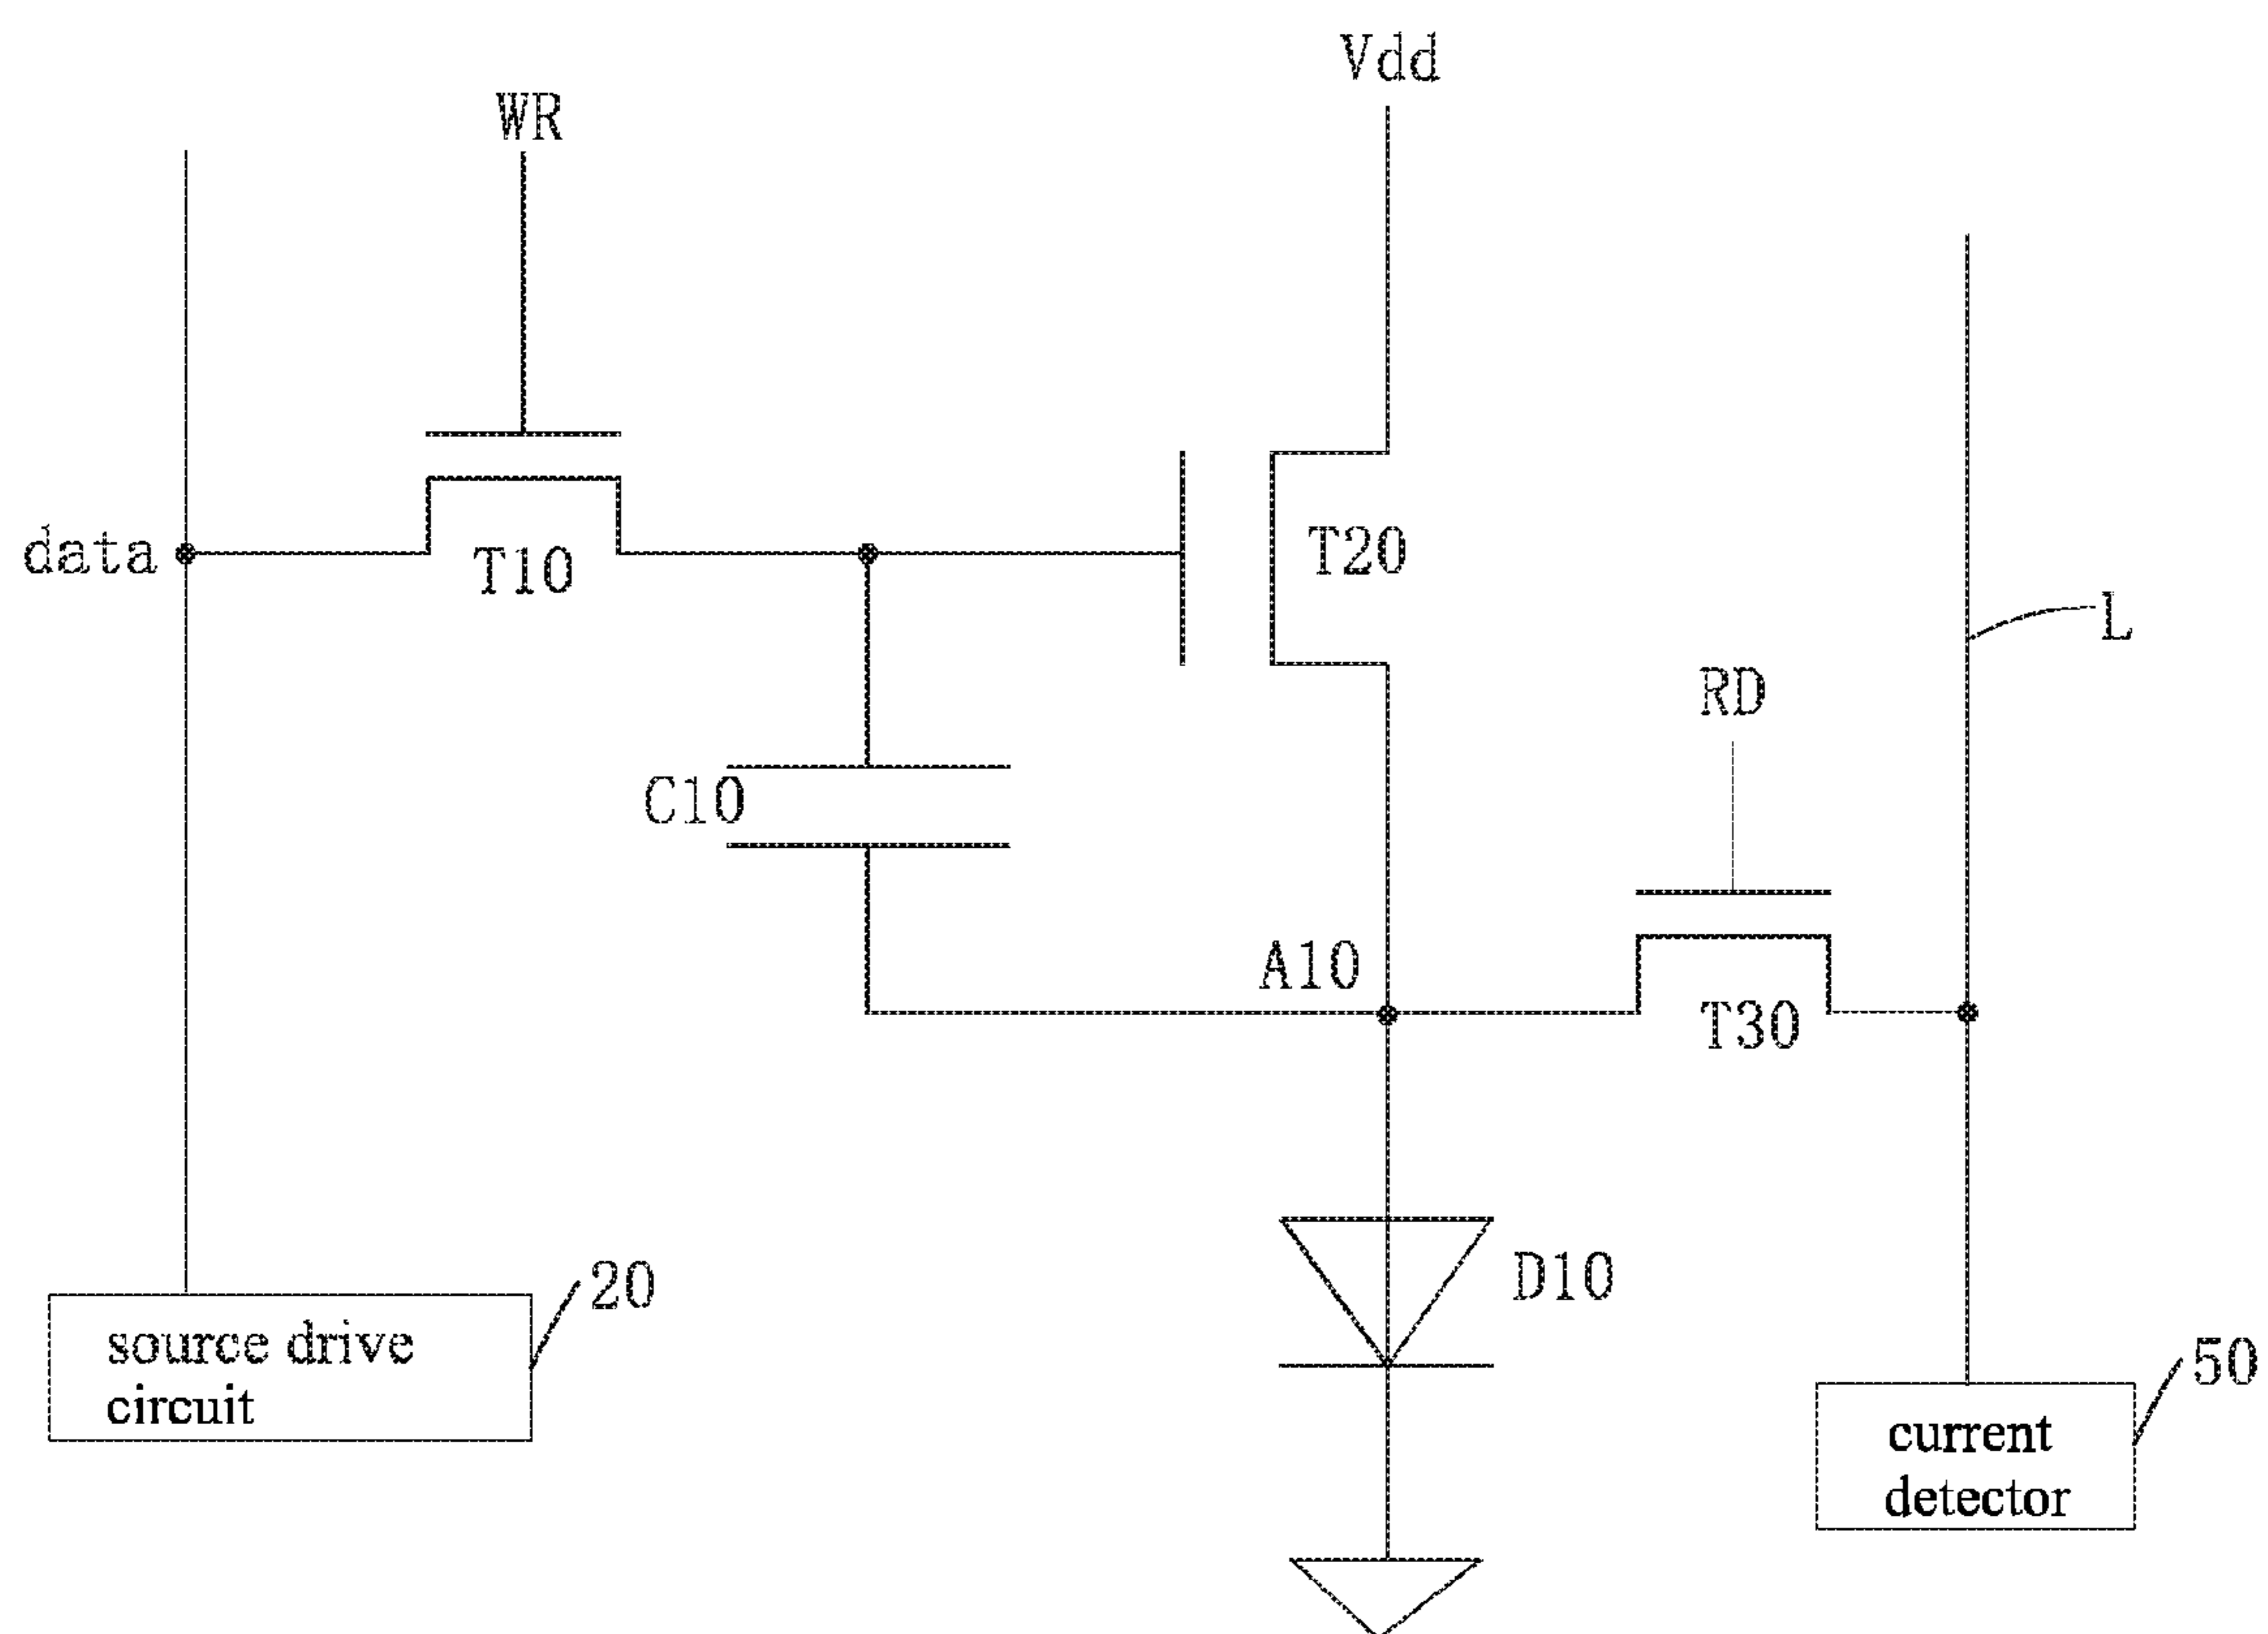 Vdd
WR
data
T10
T20
L
RD
C10
A10
T30
D10
20
source drive
circuit
50
current
detector